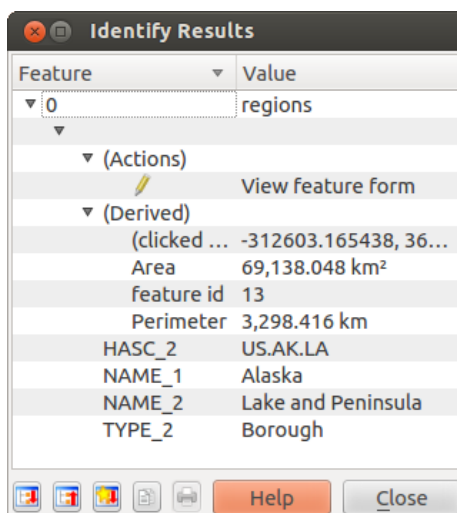 Identify Results
Feature Value
0 regions
(Actions)
View feature form
(Derived)
(clicked ... -312603.165438, 36...
Area 69,138.048 km²
feature id 13
Perimeter 3,298.416 km
HASC_2 US.AK.LA
NAME_1 Alaska
NAME_2 Lake and Peninsula
TYPE_2 Borough
Help Close